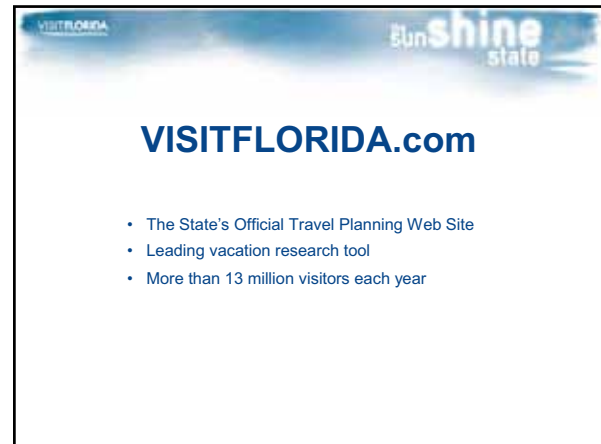 VISITFLORIDA
sunshine
state
VISITFLORIDA.com
• The State's Official Travel Planning Web Site
• Leading vacation research tool
• More than 13 million visitors each year